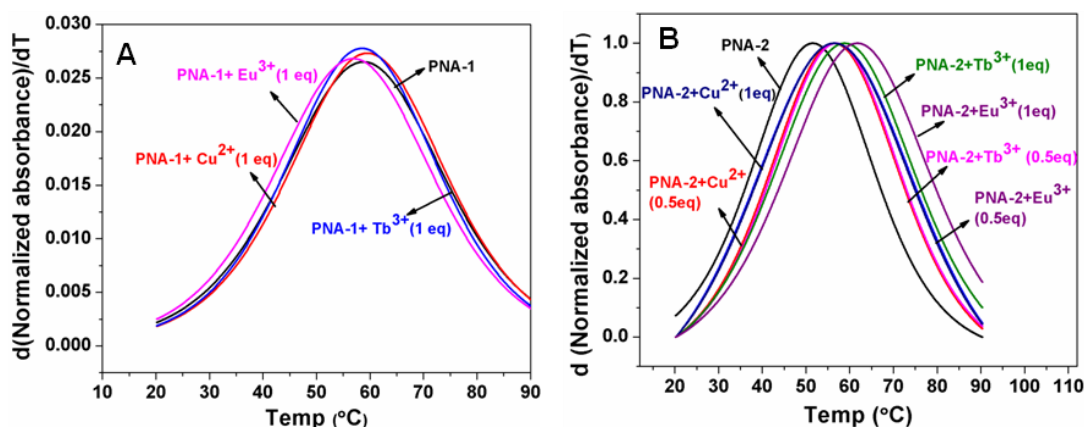 A
d(Normalized absorbance)/dT
0.030
0.025
0.020
0.015
0.010
0.005
0.000
PNA-1+ Eu³⁺(1 eq)
PNA-1
PNA-1+ Cu²⁺(1 eq)
PNA-1+ Tb³⁺(1 eq)
10 20 30 40 50 60 70 80 90
Temp (°C)
B
d (Normalized absorbance)/dT)
1.0
0.8
0.6
0.4
0.2
0.0
PNA-2
PNA-2+Tb³⁺(1eq)
PNA-2+Cu²⁺(1eq)
PNA-2+Eu³⁺
(1eq)
PNA-2+Tb³⁺ (0.5eq)
PNA-2+Cu²⁺
(0.5eq)
PNA-2+Eu³⁺
(0.5eq)
20 30 40 50 60 70 80 90 100 110
Temp (°C)